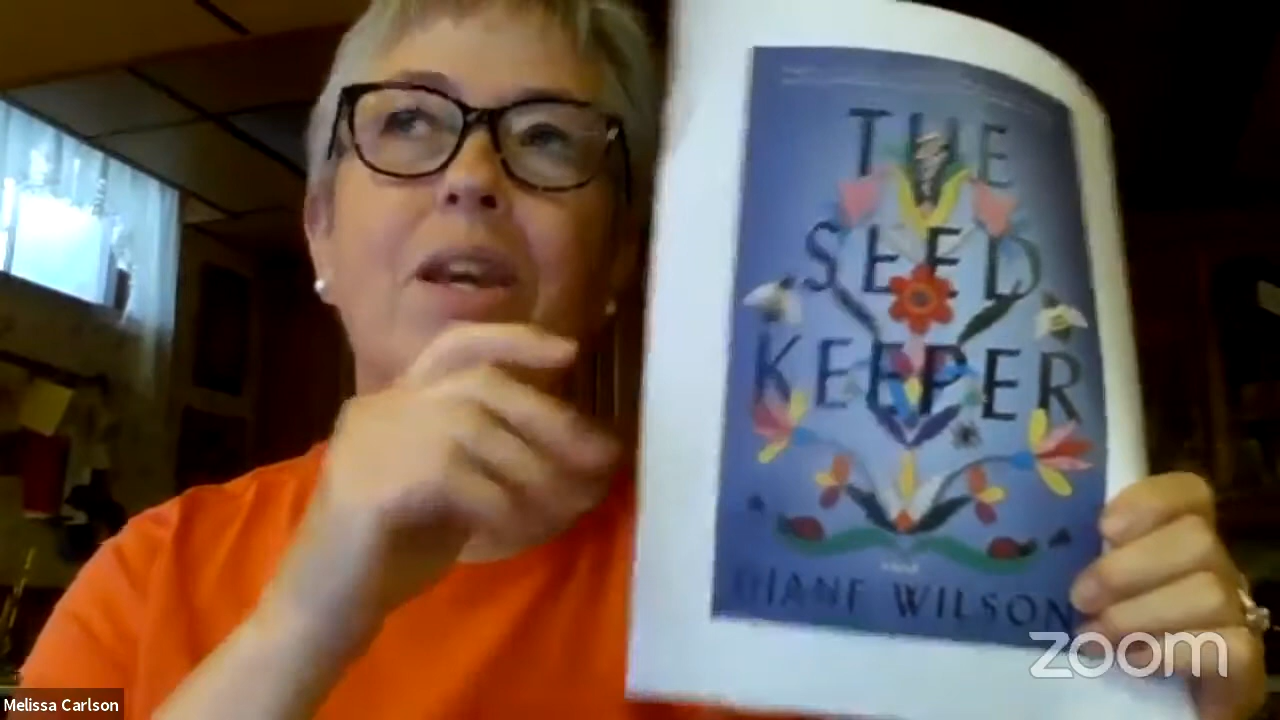 THE
SEED
KEEPER
DIANE WILSON
zoom
Melissa Carlson